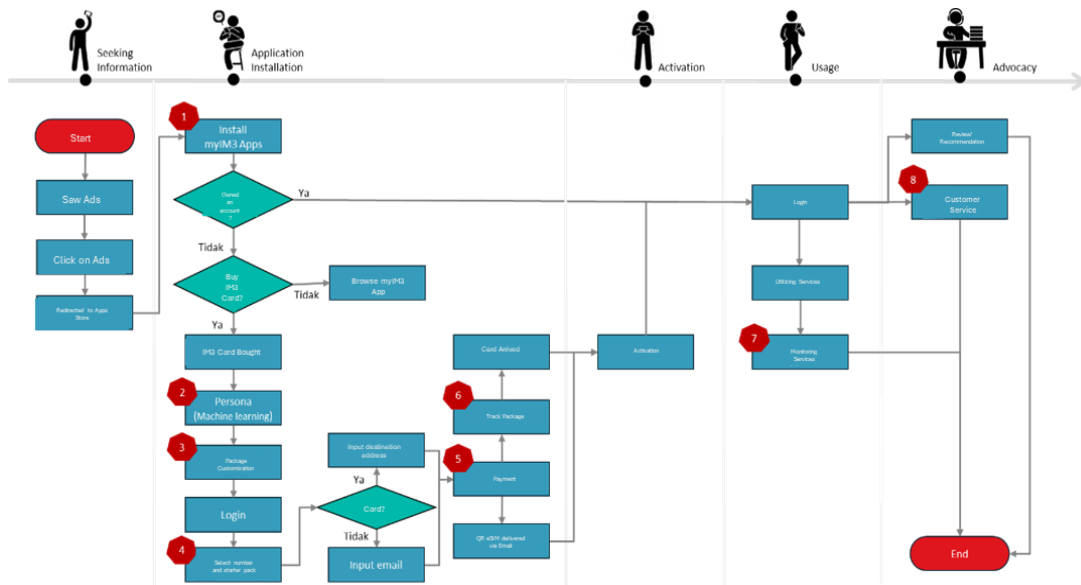 Seeking
Information
Application
Installation
Activation
Usage
Advocacy
Start
Saw Ads
Click on Ads
Redirected to Apps
Store
1
Install
myIM3 Apps
Owned
an
account
?
Ya
Tidak
Buy
IM3
Card?
Tidak
Browse myIM3
App
Ya
IM3 Card Bought
2
Persona
(Machine learning)
3
Package
Customization
Login
4
Select number
and starter pack
Input destination
address
Ya
Card?
Tidak
Input email
Card Arrived
6
Track Package
5
Payment
QR eSIM delivered
via Email
Activation
Login
Utilizing Services
7
Monitoring
Services
Review/
Recommendation
8
Customer
Service
End